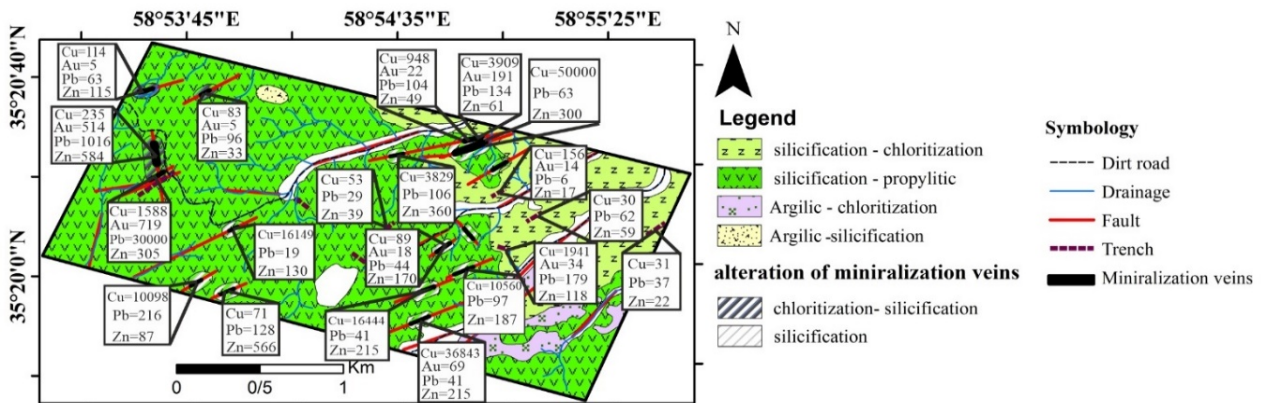 58°53'45"E
58°54'35"E
58°55'25"E
N
35°20'40"N
35°20'0"N
Cu=114
Au=5
Pb=63
Zn=115
Cu=235
Au=514
Pb=1016
Zn=584
Cu=83
Au=5
Pb=96
Zn=33
Cu=948
Au=22
Pb=104
Zn=49
Cu=3909
Au=191
Pb=134
Zn=61
Cu=50000
Pb=63
Zn=300
Cu=156
Au=14
Pb=6
Zn=17
Cu=53
Pb=29
Zn=39
Cu=3829
Pb=106
Zn=360
Cu=30
Pb=62
Zn=59
Cu=1588
Au=719
Pb=30000
Zn=305
Cu=16149
Pb=19
Zn=130
Cu=89
Au=18
Pb=44
Zn=170
Cu=1941
Au=34
Pb=179
Zn=118
Cu=31
Pb=37
Zn=22
Cu=10098
Pb=216
Zn=87
Cu=71
Pb=128
Zn=566
Cu=16444
Pb=41
Zn=215
Cu=10560
Pb=97
Zn=187
Cu=36843
Au=69
Pb=41
Zn=215
Km
0
0/5
1
Legend
silicification - chloritization
silicification - propylitic
Argilic - chloritization
Argilic -silicification
alteration of miniralization veins
chloritization- silicification
silicification
Symbology
Dirt road
Drainage
Fault
Trench
Miniralization veins